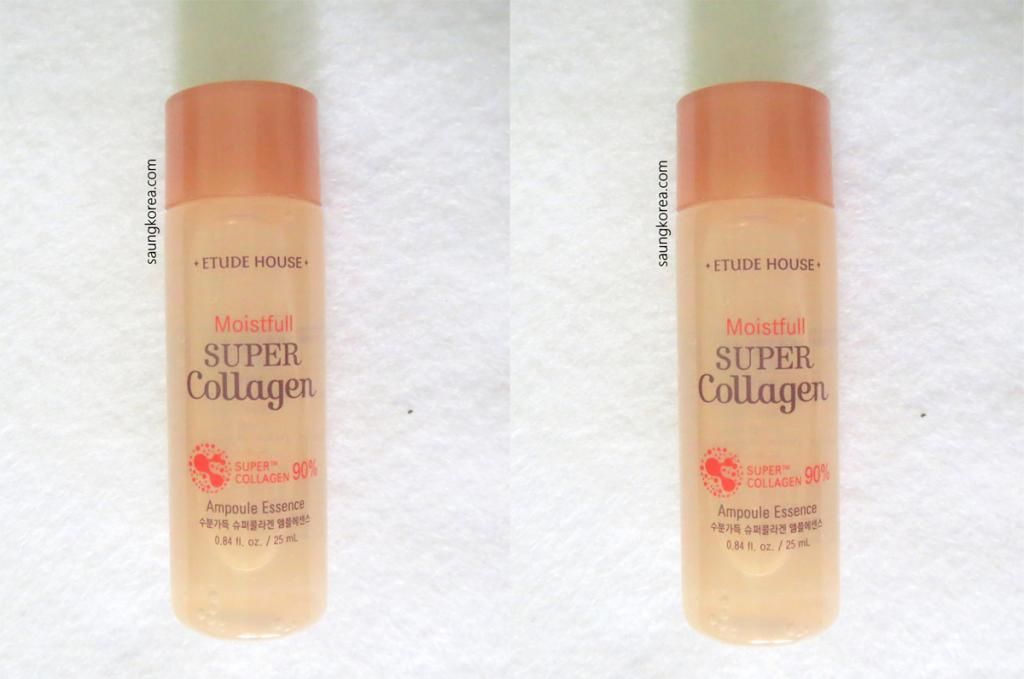 saungkorea.com
ETUDE HOUSE
Moistfull
SUPER
Collagen
SUPER™
COLLAGEN 90%
Ampoule Essence
수분가득 슈퍼콜라겐 앰플에센스
0.84 fl. oz. / 25 mL
saungkorea.com
ETUDE HOUSE
Moistfull
SUPER
Collagen
SUPER™
COLLAGEN 90%
Ampoule Essence
수분가득 슈퍼콜라겐 앰플에센스
0.84 fl. oz. / 25 mL